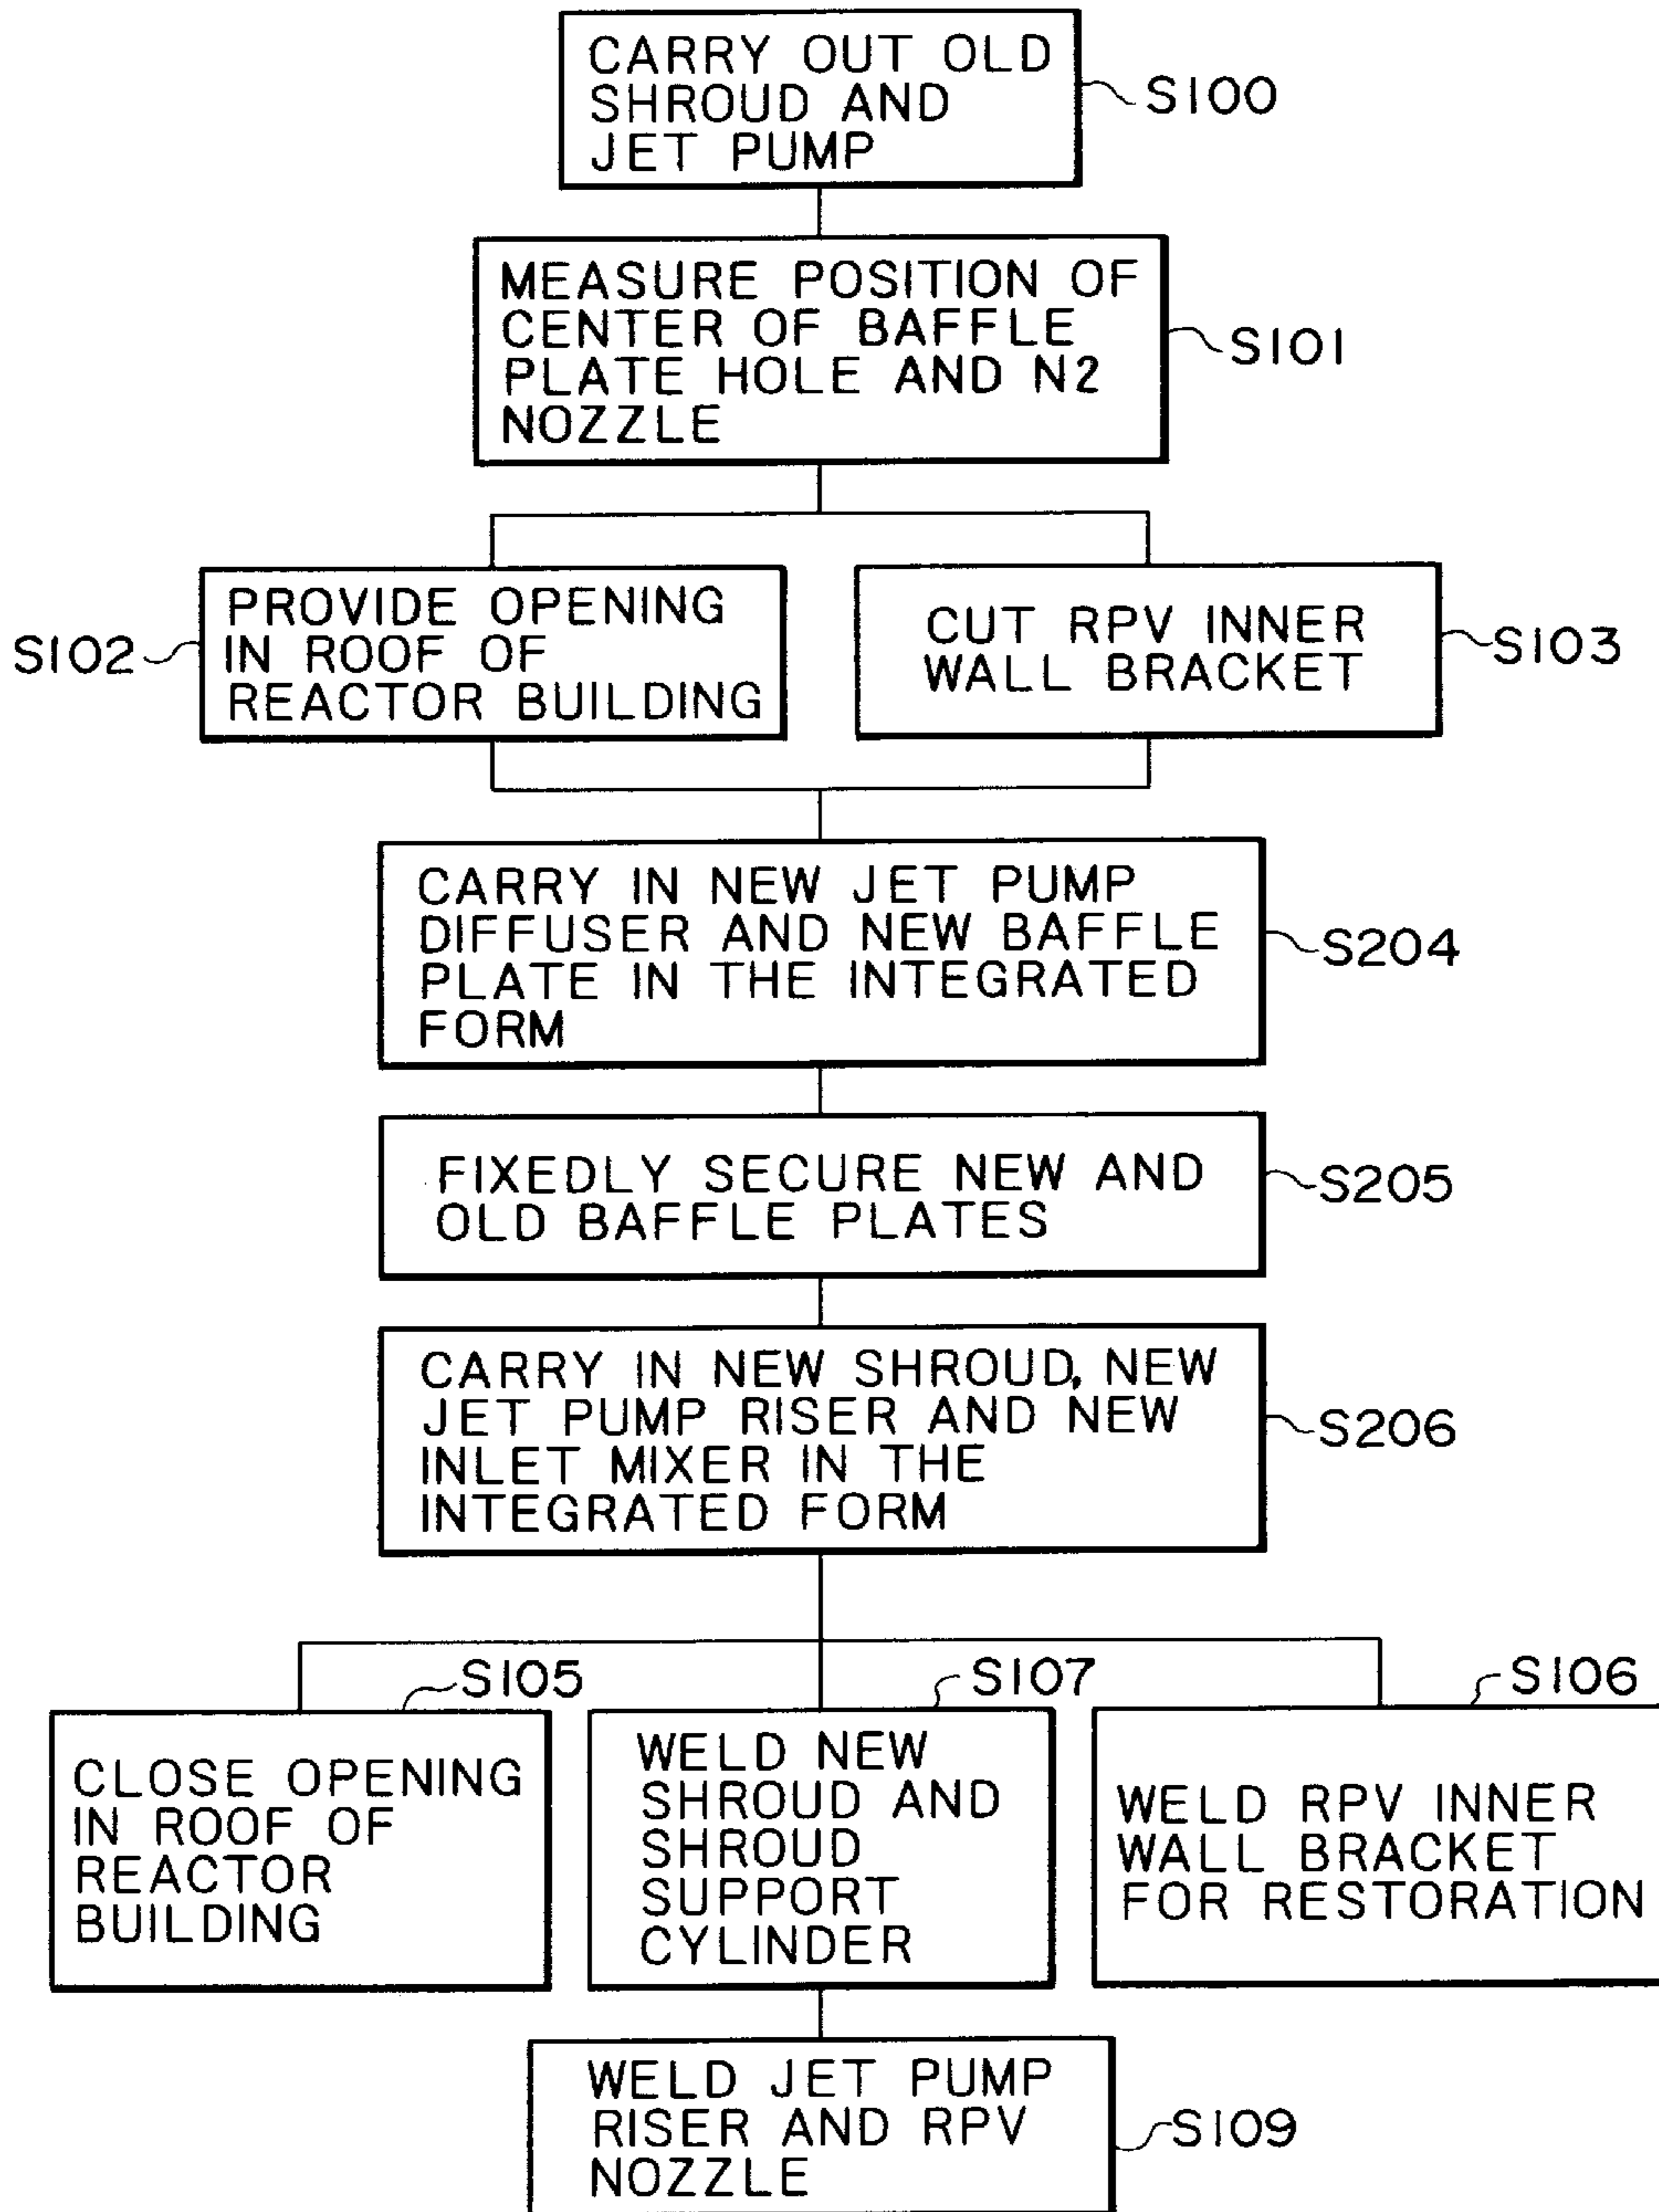 CARRY OUT OLD
SHROUD AND
JET PUMP
S100
MEASURE POSITION OF
CENTER OF BAFFLE
PLATE HOLE AND N2
NOZZLE
S101
S102
PROVIDE OPENING
IN ROOF OF
REACTOR BUILDING
CUT RPV INNER
WALL BRACKET
S103
CARRY IN NEW JET PUMP
DIFFUSER AND NEW BAFFLE
PLATE IN THE INTEGRATED
FORM
S204
FIXEDLY SECURE NEW AND
OLD BAFFLE PLATES
S205
CARRY IN NEW SHROUD, NEW
JET PUMP RISER AND NEW
INLET MIXER IN THE
INTEGRATED FORM
S206
S105
CLOSE OPENING
IN ROOF OF
REACTOR
BUILDING
S107
WELD NEW
SHROUD AND
SHROUD
SUPPORT
CYLINDER
S106
WELD RPV INNER
WALL BRACKET
FOR RESTORATION
WELD JET PUMP
RISER AND RPV
NOZZLE
S109